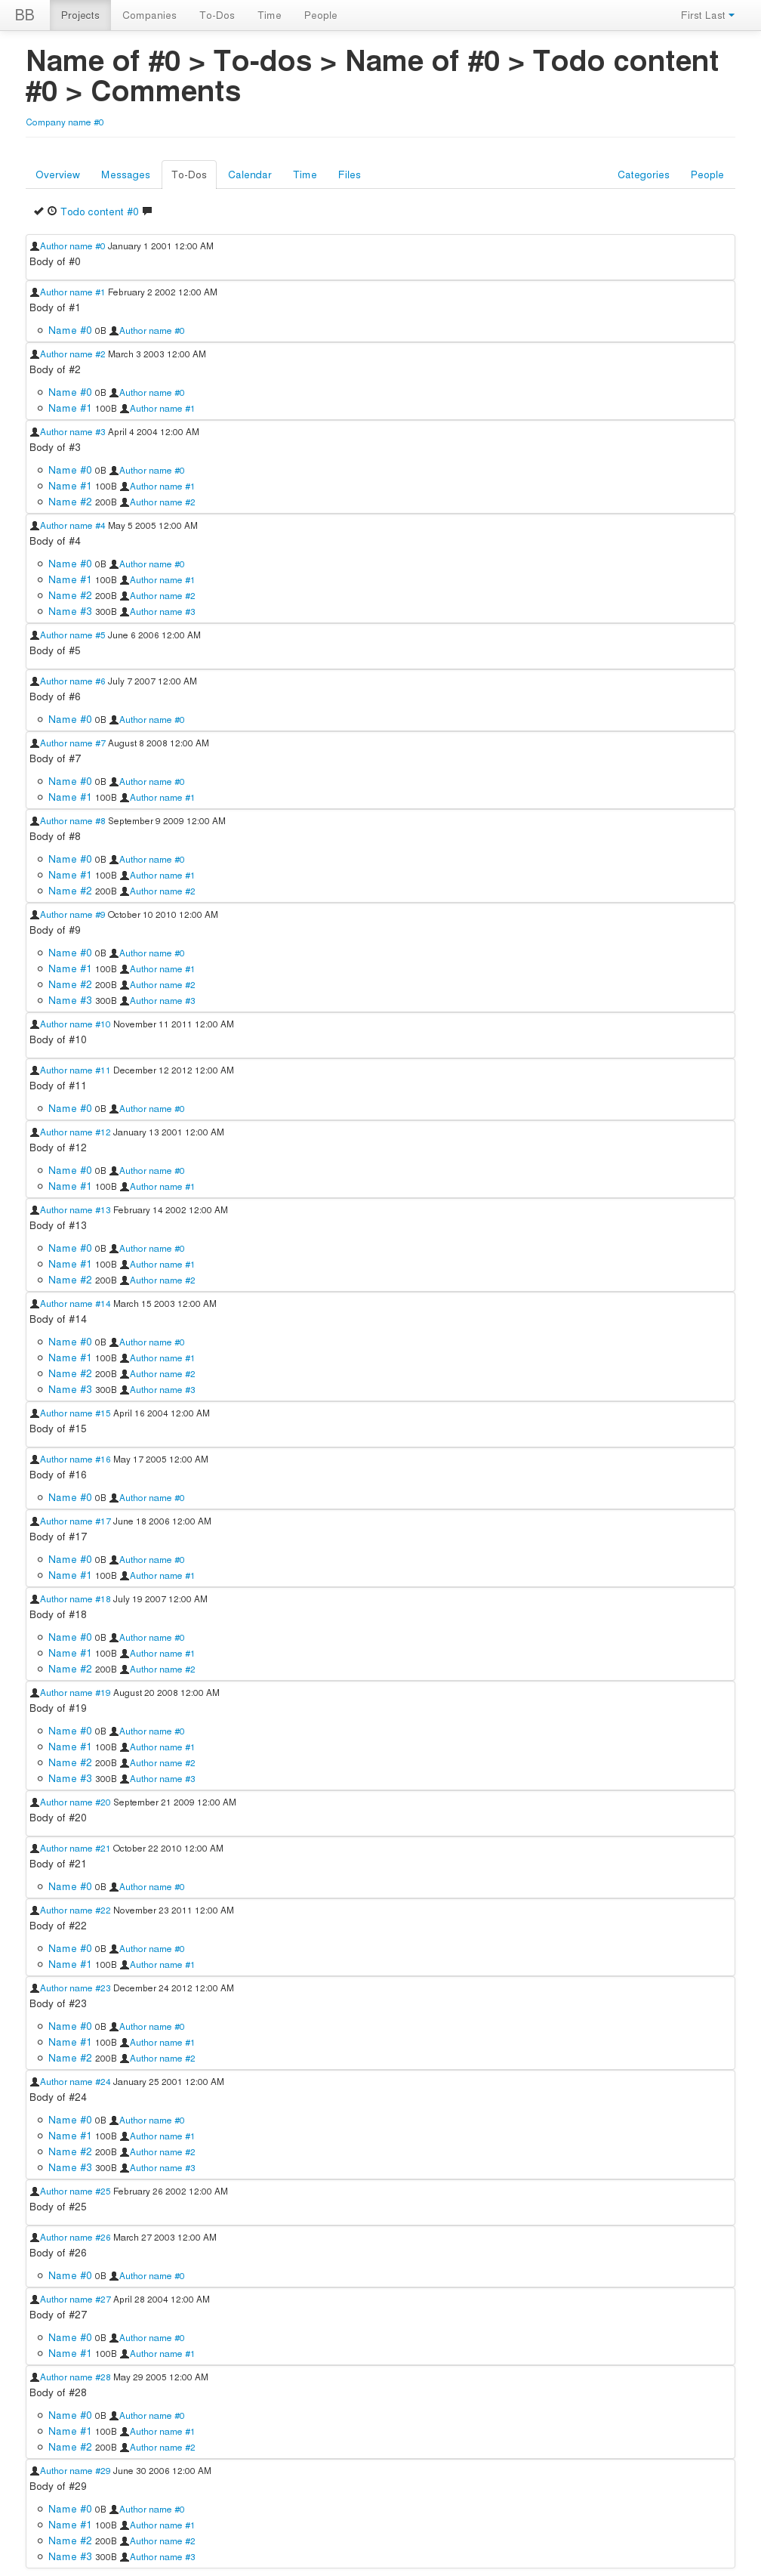 BB Projects Companies To-Dos Time People First Last
Name of #0 > To-dos > Name of #0 > Todo content
#0 > Comments
Company name #0
Overview Messages To-Dos Calendar Time Files Categories People
Todo content #0
Author name #0 January 1 2001 12:00 AM
Body of #0
Author name #1 February 2 2002 12:00 AM
Body of #1
Name #0 0B Author name #0
Author name #2 March 3 2003 12:00 AM
Body of #2
Name #0 0B Author name #0
Name #1 100B Author name #1
Author name #3 April 4 2004 12:00 AM
Body of #3
Name #0 0B Author name #0
Name #1 100B Author name #1
Name #2 200B Author name #2
Author name #4 May 5 2005 12:00 AM
Body of #4
Name #0 0B Author name #0
Name #1 100B Author name #1
Name #2 200B Author name #2
Name #3 300B Author name #3
Author name #5 June 6 2006 12:00 AM
Body of #5
Author name #6 July 7 2007 12:00 AM
Body of #6
Name #0 0B Author name #0
Author name #7 August 8 2008 12:00 AM
Body of #7
Name #0 0B Author name #0
Name #1 100B Author name #1
Author name #8 September 9 2009 12:00 AM
Body of #8
Name #0 0B Author name #0
Name #1 100B Author name #1
Name #2 200B Author name #2
Author name #9 October 10 2010 12:00 AM
Body of #9
Name #0 0B Author name #0
Name #1 100B Author name #1
Name #2 200B Author name #2
Name #3 300B Author name #3
Author name #10 November 11 2011 12:00 AM
Body of #10
Author name #11 December 12 2012 12:00 AM
Body of #11
Name #0 0B Author name #0
Author name #12 January 13 2001 12:00 AM
Body of #12
Name #0 0B Author name #0
Name #1 100B Author name #1
Author name #13 February 14 2002 12:00 AM
Body of #13
Name #0 0B Author name #0
Name #1 100B Author name #1
Name #2 200B Author name #2
Author name #14 March 15 2003 12:00 AM
Body of #14
Name #0 0B Author name #0
Name #1 100B Author name #1
Name #2 200B Author name #2
Name #3 300B Author name #3
Author name #15 April 16 2004 12:00 AM
Body of #15
Author name #16 May 17 2005 12:00 AM
Body of #16
Name #0 0B Author name #0
Author name #17 June 18 2006 12:00 AM
Body of #17
Name #0 0B Author name #0
Name #1 100B Author name #1
Author name #18 July 19 2007 12:00 AM
Body of #18
Name #0 0B Author name #0
Name #1 100B Author name #1
Name #2 200B Author name #2
Author name #19 August 20 2008 12:00 AM
Body of #19
Name #0 0B Author name #0
Name #1 100B Author name #1
Name #2 200B Author name #2
Name #3 300B Author name #3
Author name #20 September 21 2009 12:00 AM
Body of #20
Author name #21 October 22 2010 12:00 AM
Body of #21
Name #0 0B Author name #0
Author name #22 November 23 2011 12:00 AM
Body of #22
Name #0 0B Author name #0
Name #1 100B Author name #1
Author name #23 December 24 2012 12:00 AM
Body of #23
Name #0 0B Author name #0
Name #1 100B Author name #1
Name #2 200B Author name #2
Author name #24 January 25 2001 12:00 AM
Body of #24
Name #0 0B Author name #0
Name #1 100B Author name #1
Name #2 200B Author name #2
Name #3 300B Author name #3
Author name #25 February 26 2002 12:00 AM
Body of #25
Author name #26 March 27 2003 12:00 AM
Body of #26
Name #0 0B Author name #0
Author name #27 April 28 2004 12:00 AM
Body of #27
Name #0 0B Author name #0
Name #1 100B Author name #1
Author name #28 May 29 2005 12:00 AM
Body of #28
Name #0 0B Author name #0
Name #1 100B Author name #1
Name #2 200B Author name #2
Author name #29 June 30 2006 12:00 AM
Body of #29
Name #0 0B Author name #0
Name #1 100B Author name #1
Name #2 200B Author name #2
Name #3 300B Author name #3